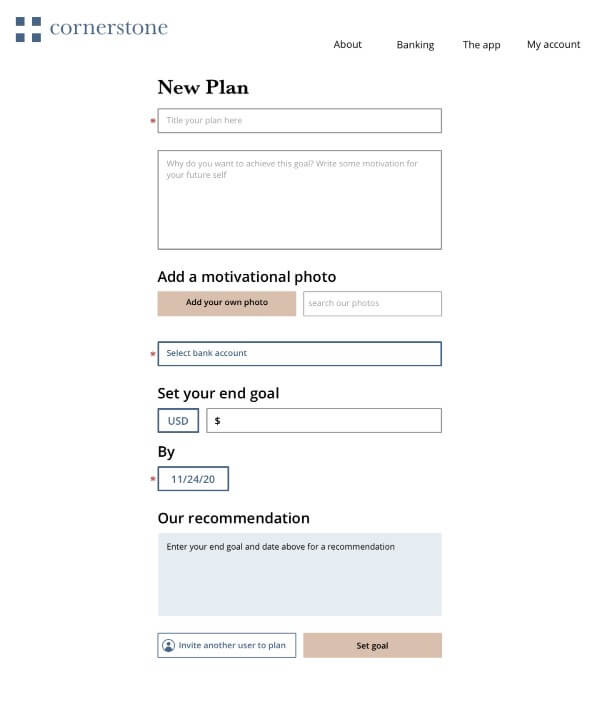 cornerstone
About Banking The app My account
New Plan
* Title your plan here
Why do you want to achieve this goal? Write some motivation for
your future self
Add a motivational photo
Add your own photo search our photos
* Select bank account
Set your end goal
USD $
By
* 11/24/20
Our recommendation
Enter your end goal and date above for a recommendation
Invite another user to plan Set goal